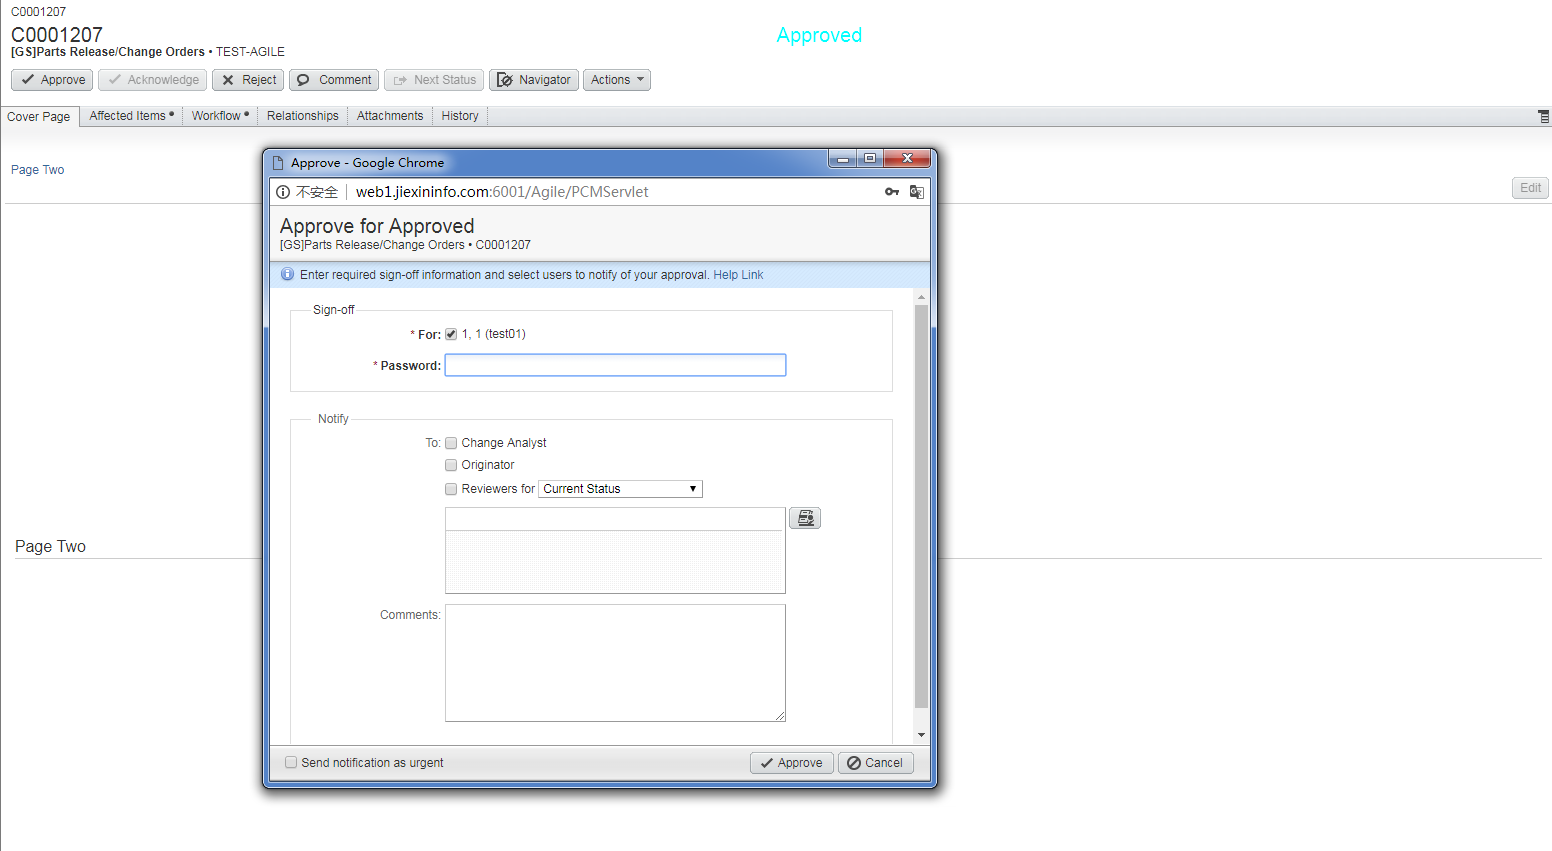 C0001207
C0001207
[GS]Parts Release/Change Orders • TEST-AGILE
Approved
Approve Acknowledge Reject Comment Next Status Navigator Actions
Cover Page Affected Items Workflow Relationships Attachments History
Page Two
Edit
Approve - Google Chrome
不安全 web1.jiexininfo.com:6001/Agile/PCMServlet
Approve for Approved
[GS]Parts Release/Change Orders • C0001207
Enter required sign-off information and select users to notify of your approval. Help Link
Sign-off
* For: 1, 1 (test01)
* Password:
Notify
To: Change Analyst
Originator
Reviewers for Current Status
Comments:
Send notification as urgent Approve Cancel
Page Two